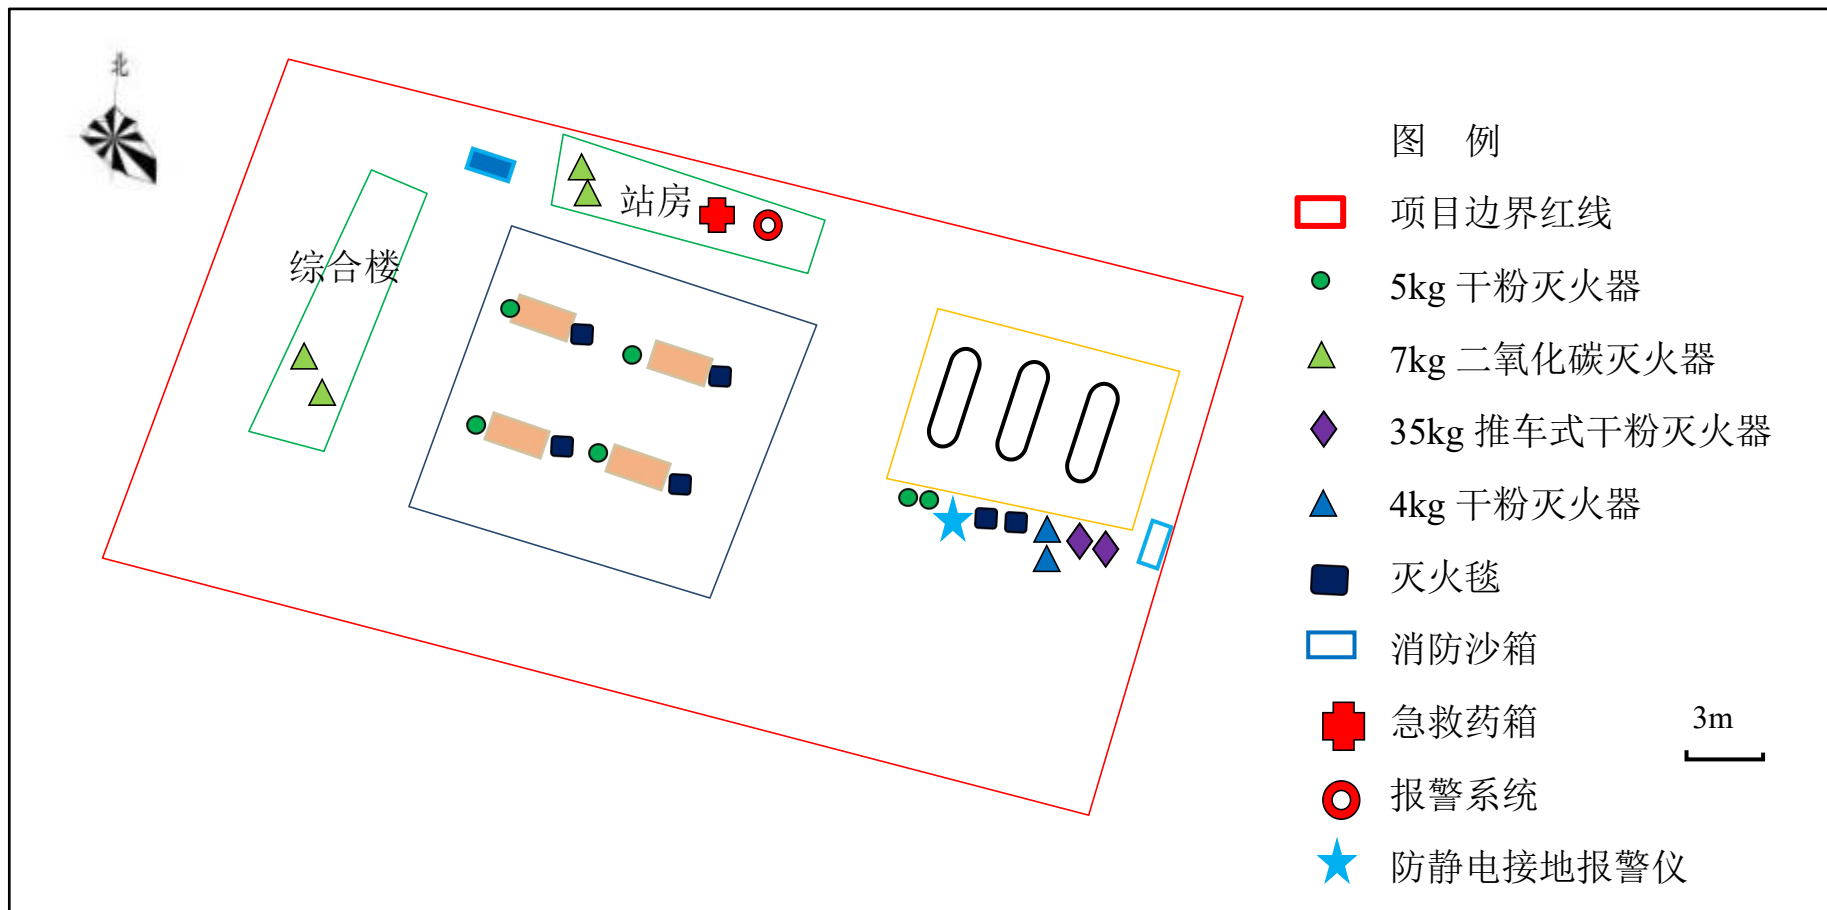 北
站房
综合楼
图 例
项目边界红线
5kg 干粉灭火器
7kg 二氧化碳灭火器
35kg 推车式干粉灭火器
4kg 干粉灭火器
灭火毯
消防沙箱
急救药箱
3m
报警系统
防静电接地报警仪